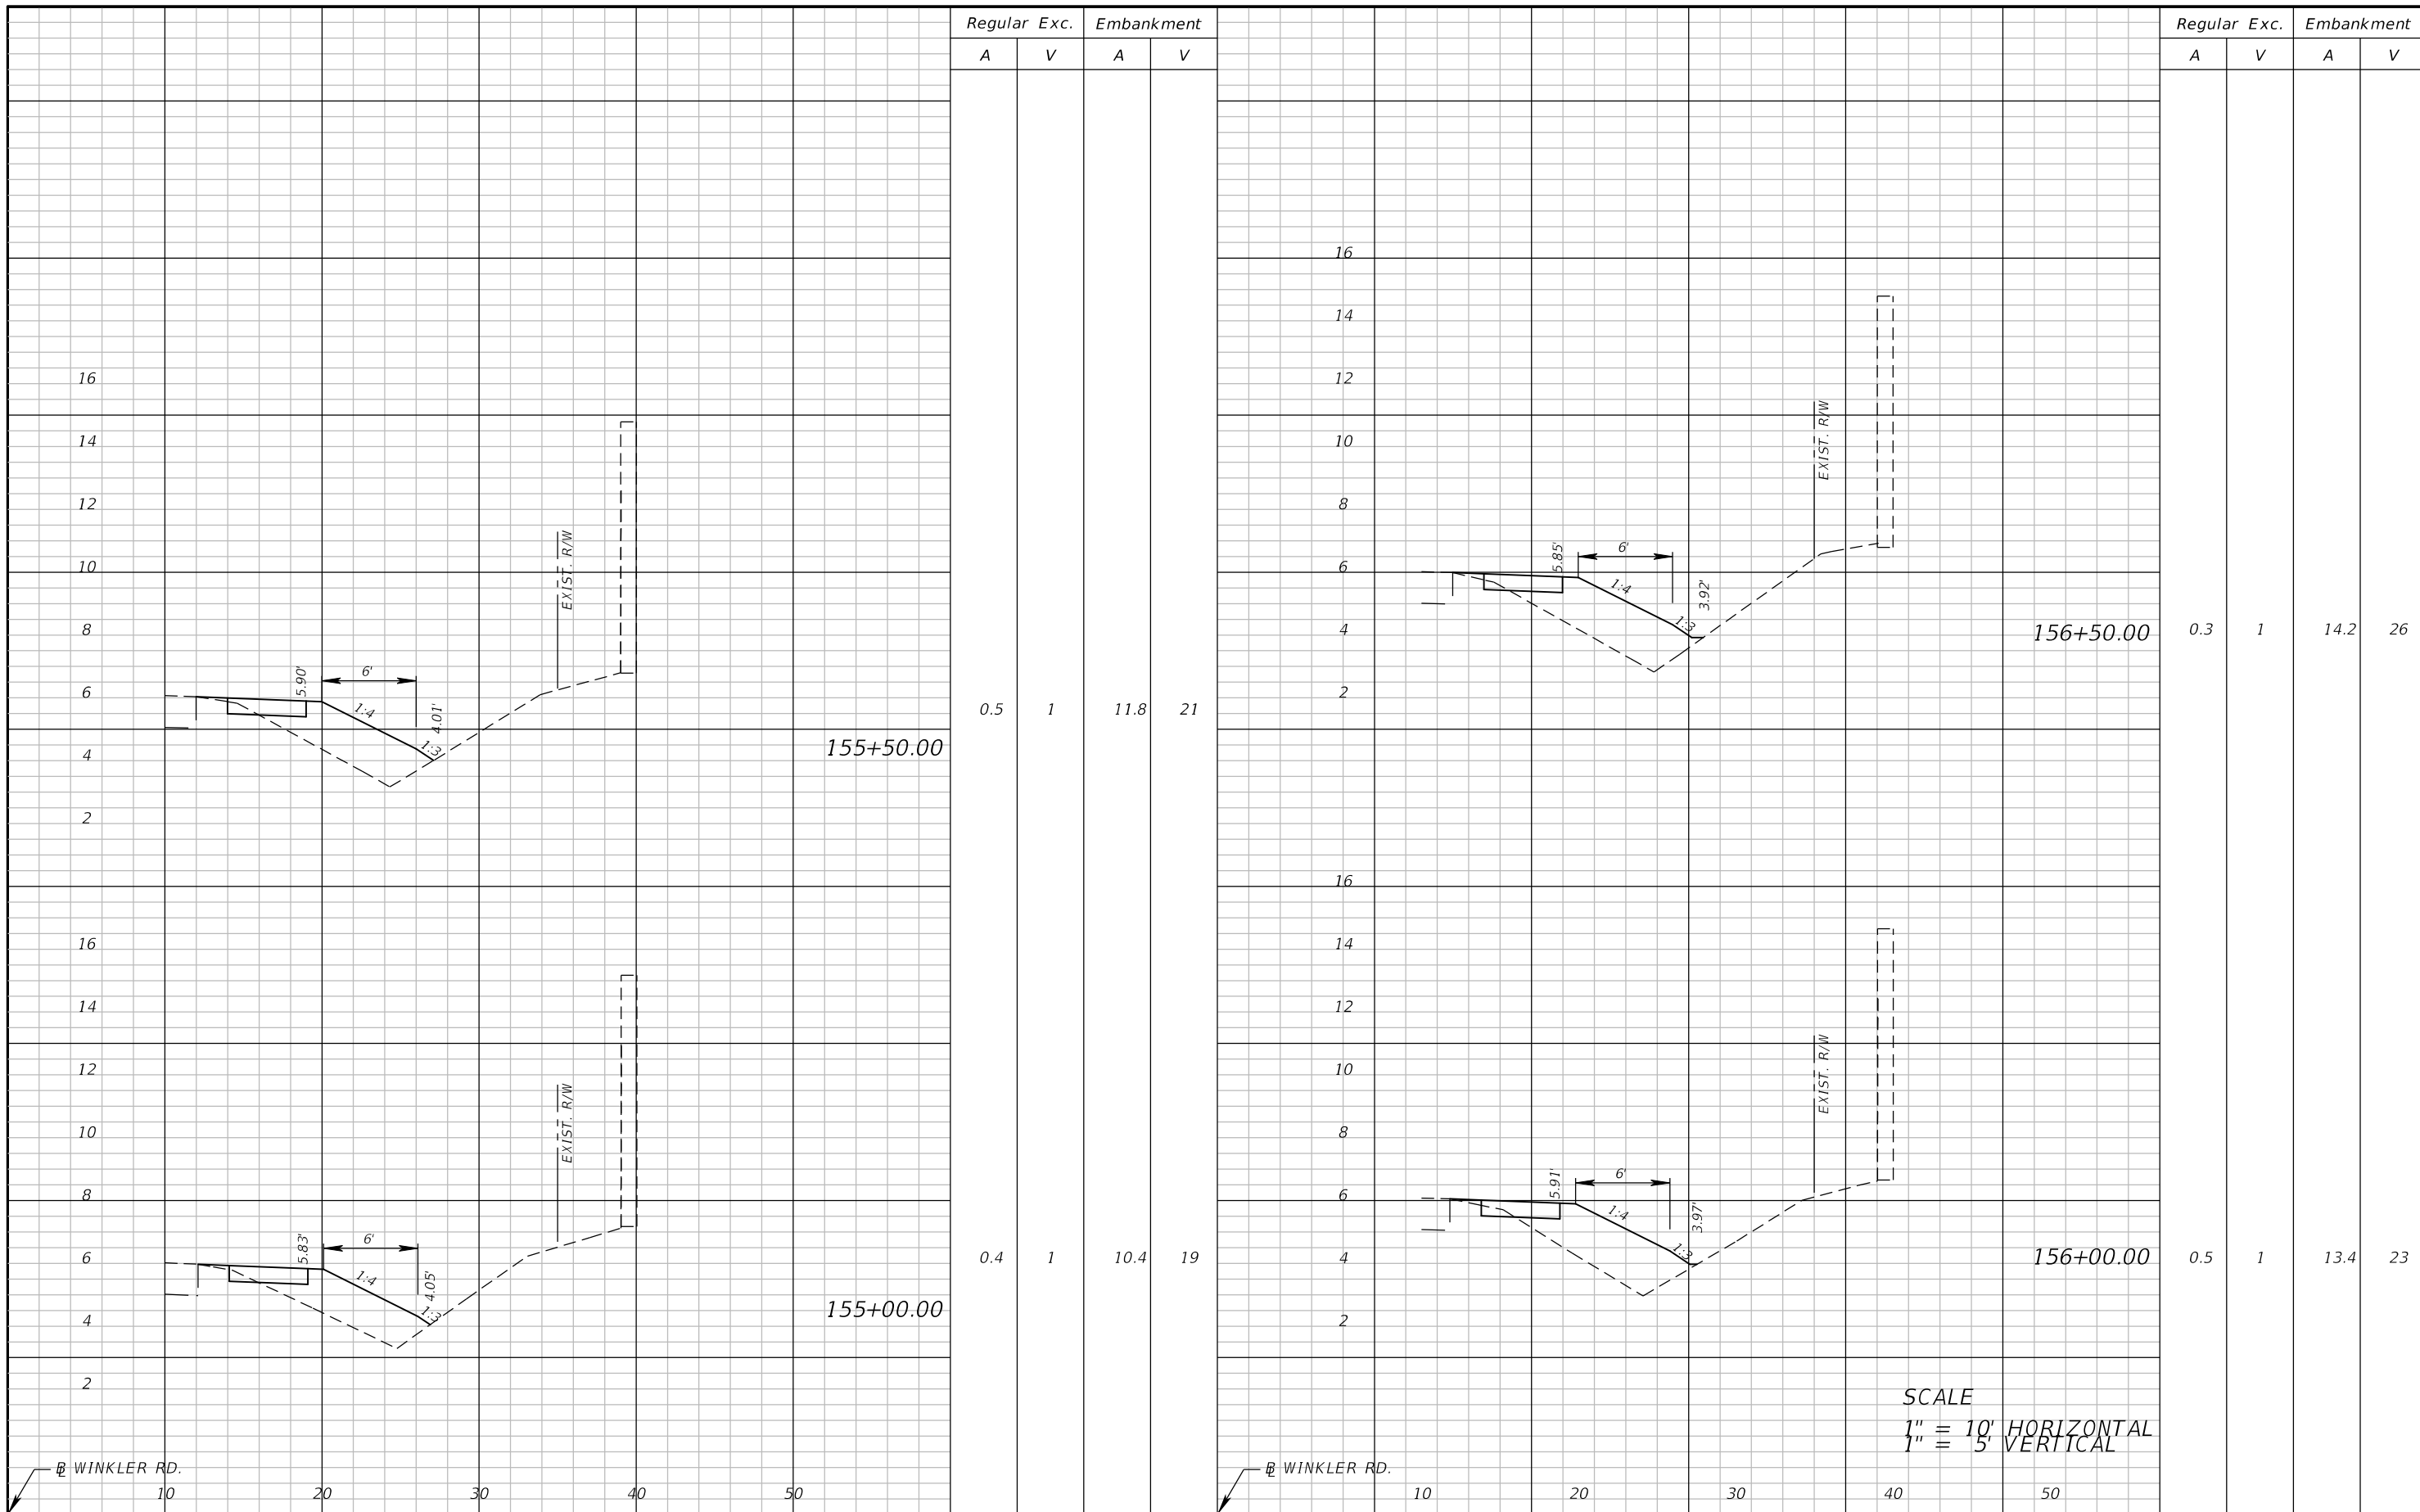 Regular Exc. Embankment
A V A V
16
14
12
10
8
6
4
2
5.90'
6'
1:4
1:3
4.01'
EXIST. R/W
155+50.00
0.5 1 11.8 21
16
14
12
10
8
6
4
2
5.83'
6'
1:4
1:3
4.05'
EXIST. R/W
155+00.00
0.4 1 10.4 19
BL WINKLER RD.
10 20 30 40 50
Regular Exc. Embankment
A V A V
16
14
12
10
8
6
4
2
5.85'
6'
1:4
1:3
3.92'
EXIST. R/W
156+50.00
0.3 1 14.2 26
16
14
12
10
8
6
4
2
5.91'
6'
1:4
1:3
3.97'
EXIST. R/W
156+00.00
0.5 1 13.4 23
SCALE
1" = 10' HORIZONTAL
1" = 5' VERTICAL
BL WINKLER RD.
10 20 30 40 50